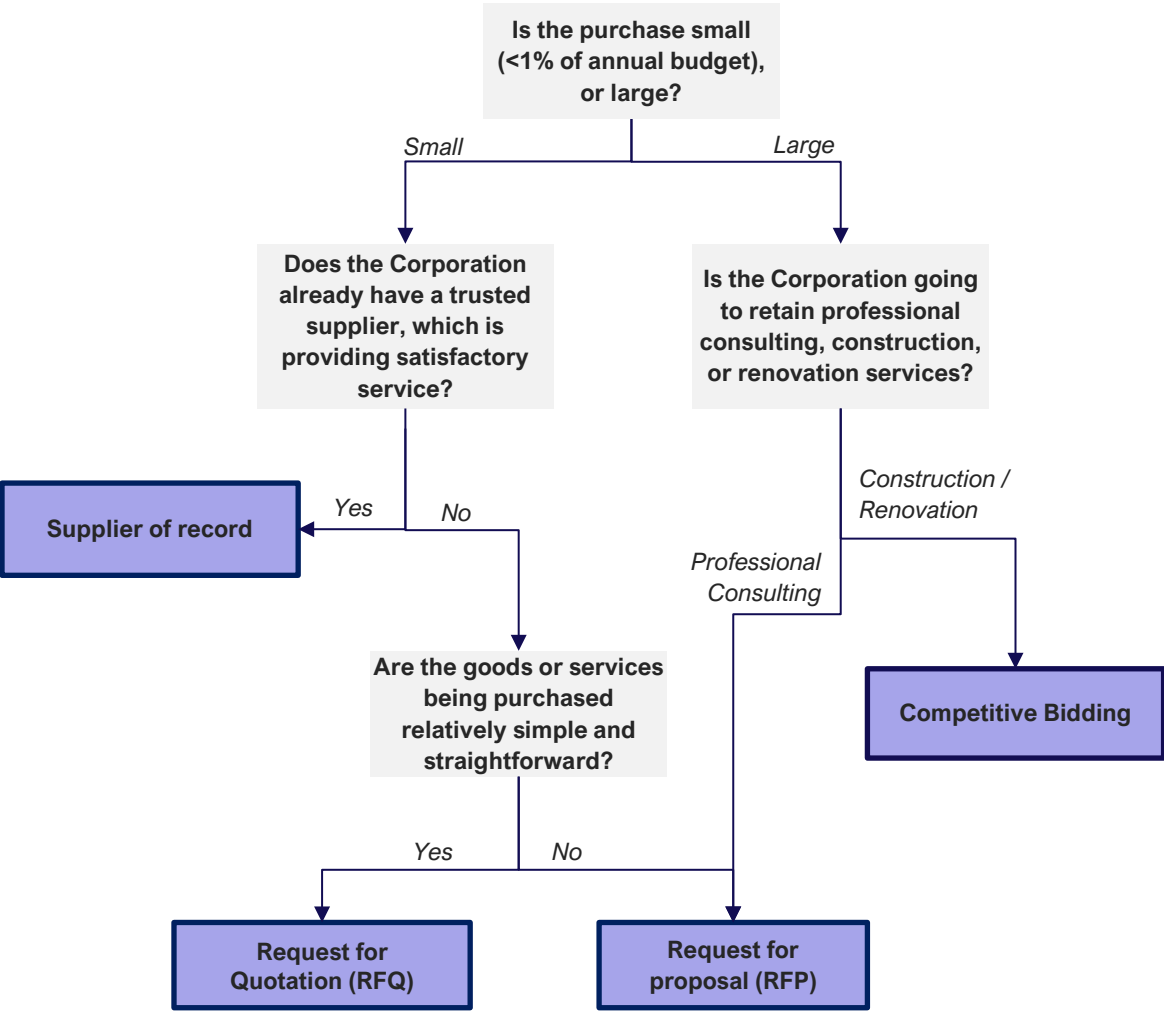 Is the purchase small
(<1% of annual budget),
or large?
Small
Large
Does the Corporation
already have a trusted
supplier, which is
providing satisfactory
service?
Is the Corporation going
to retain professional
consulting, construction,
or renovation services?
Construction /
Renovation
Yes
No
Supplier of record
Professional
Consulting
Are the goods or services
being purchased
relatively simple and
straightforward?
Competitive Bidding
Yes
No
Request for
Quotation (RFQ)
Request for
proposal (RFP)